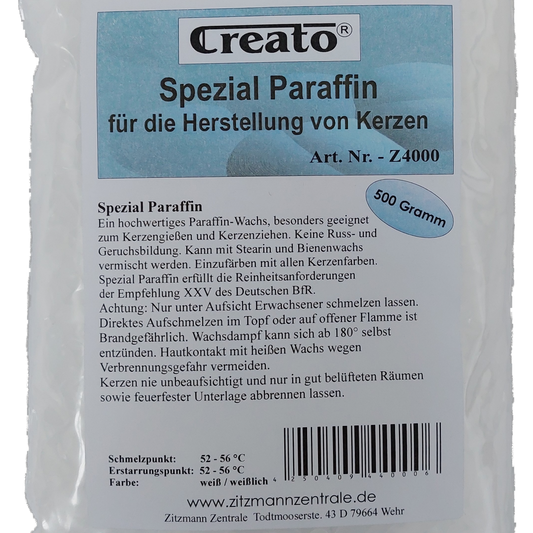 Creato®
Spezial Paraffin
für die Herstellung von Kerzen
Art. Nr. - Z4000
500 Gramm
Spezial Paraffin
Ein hochwertiges Paraffin-Wachs, besonders geeignet
zum Kerzengießen und Kerzenziehen. Keine Russ- und
Geruchsbildung. Kann mit Stearin und Bienenwachs
vermischt werden. Einzufärben mit allen Kerzenfarben.
Spezial Paraffin erfüllt die Reinheitsanforderungen
der Empfehlung XXV des Deutschen BfR.
Achtung: Nur unter Aufsicht Erwachsener schmelzen lassen.
Direktes Aufschmelzen im Topf oder auf offener Flamme ist
Brandgefährlich. Wachsdampf kann sich ab 180° selbst
entzünden. Hautkontakt mit heißen Wachs wegen
Verbrennungsgefahr vermeiden.
Kerzen nie unbeaufsichtigt und nur in gut belüfteten Räumen
sowie feuerfester Unterlage abbrennen lassen.
Schmelzpunkt: 52 - 56 °C
Erstarrungspunkt: 52 - 56 °C
Farbe: weiß / weißlich
4 250409 440006
www.zitzmannzentrale.de
Zitzmann Zentrale Todtmooserste. 43 D 79664 Wehr